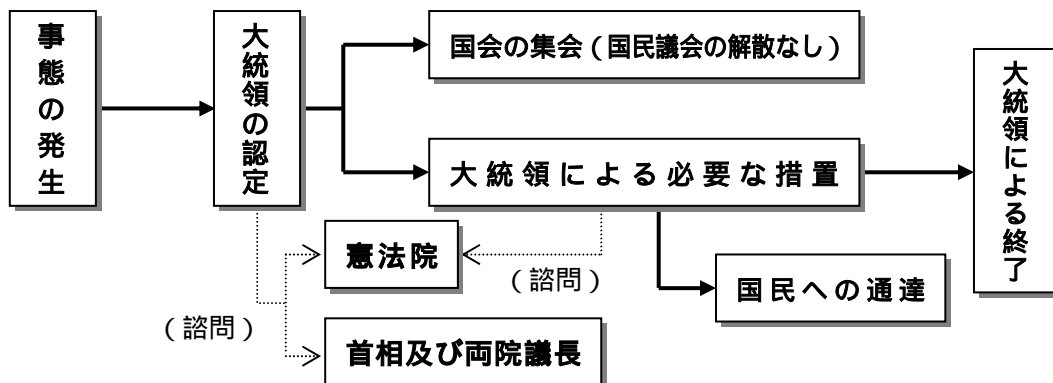 事態の発生
大統領の認定
国会の集会(国民議会の解散なし)
大統領による必要な措置
大統領による終了
憲法院
(諮問)
国民への通達
(諮問)
首相及び両院議長